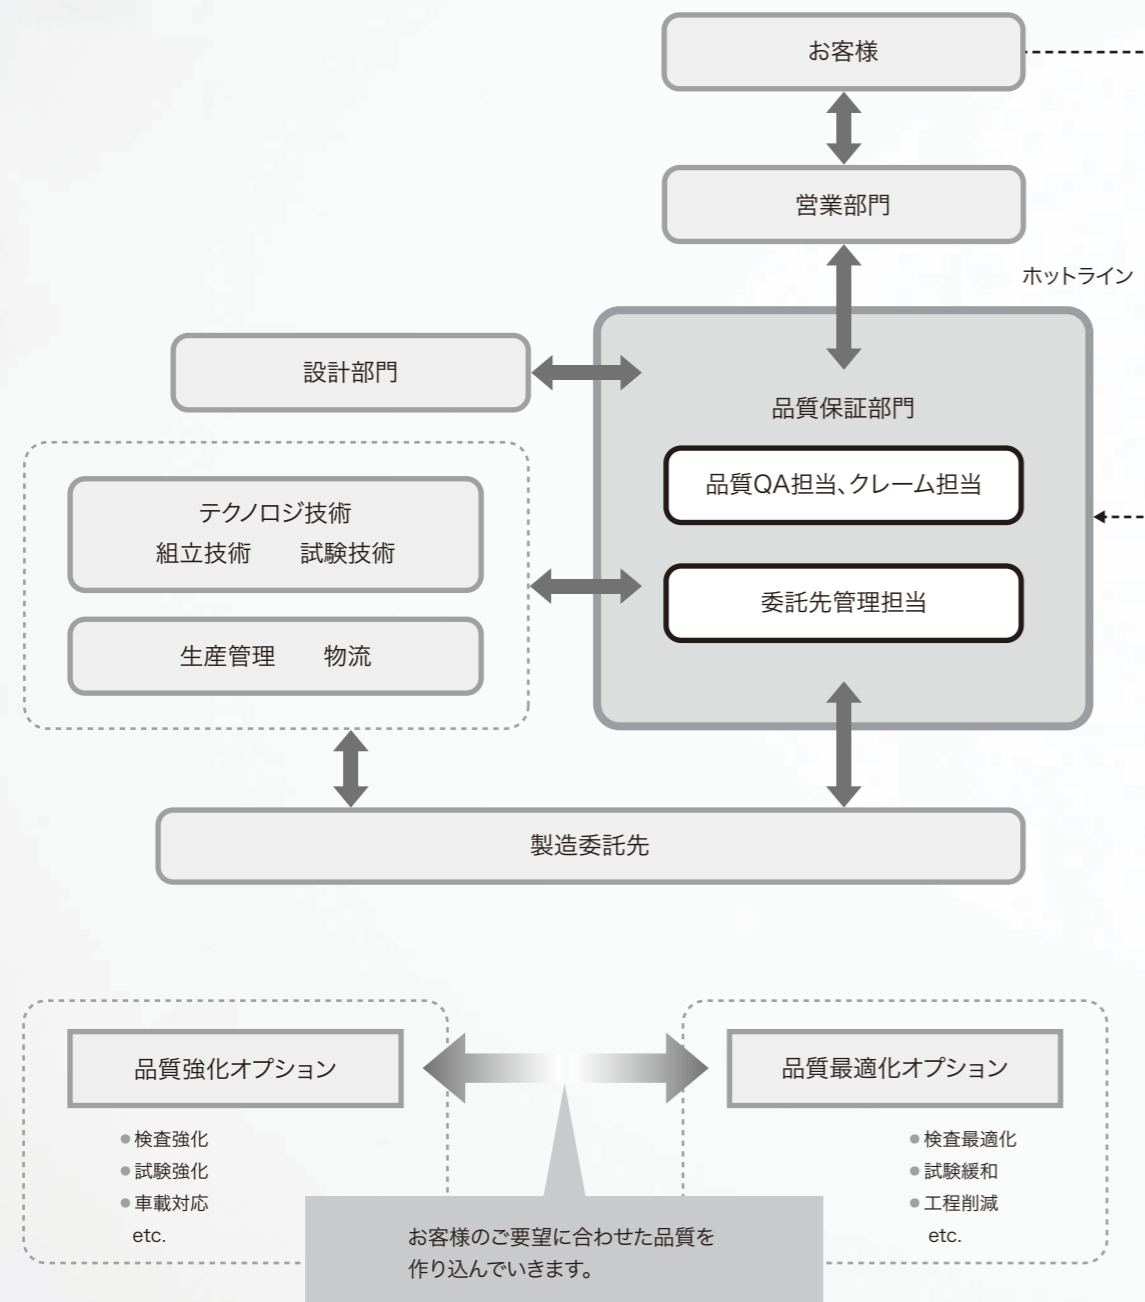 お客様
営業部門
ホットライン
設計部門
品質保証部門
品質QA担当、クレーム担当
テクノロジ技術
組立技術　試験技術
委託先管理担当
生産管理　物流
製造委託先
品質強化オプション
●検査強化
●試験強化
●車載対応
etc.
品質最適化オプション
●検査最適化
●試験緩和
●工程削減
etc.
お客様のご要望に合わせた品質を
作り込んでいきます。